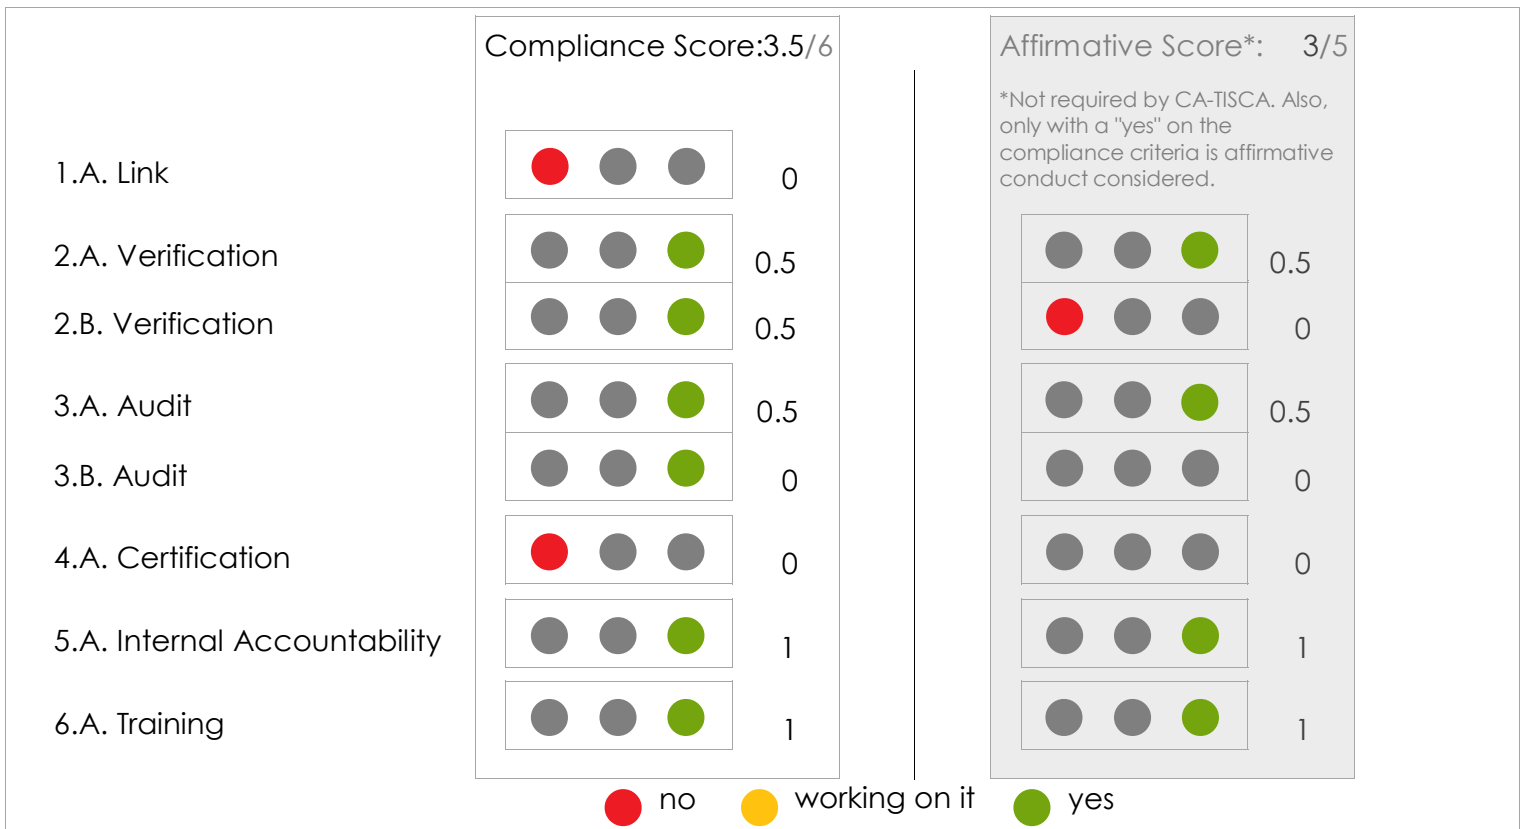 Compliance Score:3.5/6
Affirmative Score*: 3/5
*Not required by CA-TISCA. Also,
only with a "yes" on the
compliance criteria is affirmative
conduct considered.
1.A. Link 0
2.A. Verification 0.5 0.5
2.B. Verification 0.5 0
3.A. Audit 0.5 0.5
3.B. Audit 0 0
4.A. Certification 0 0
5.A. Internal Accountability 1 1
6.A. Training 1 1
no working on it yes